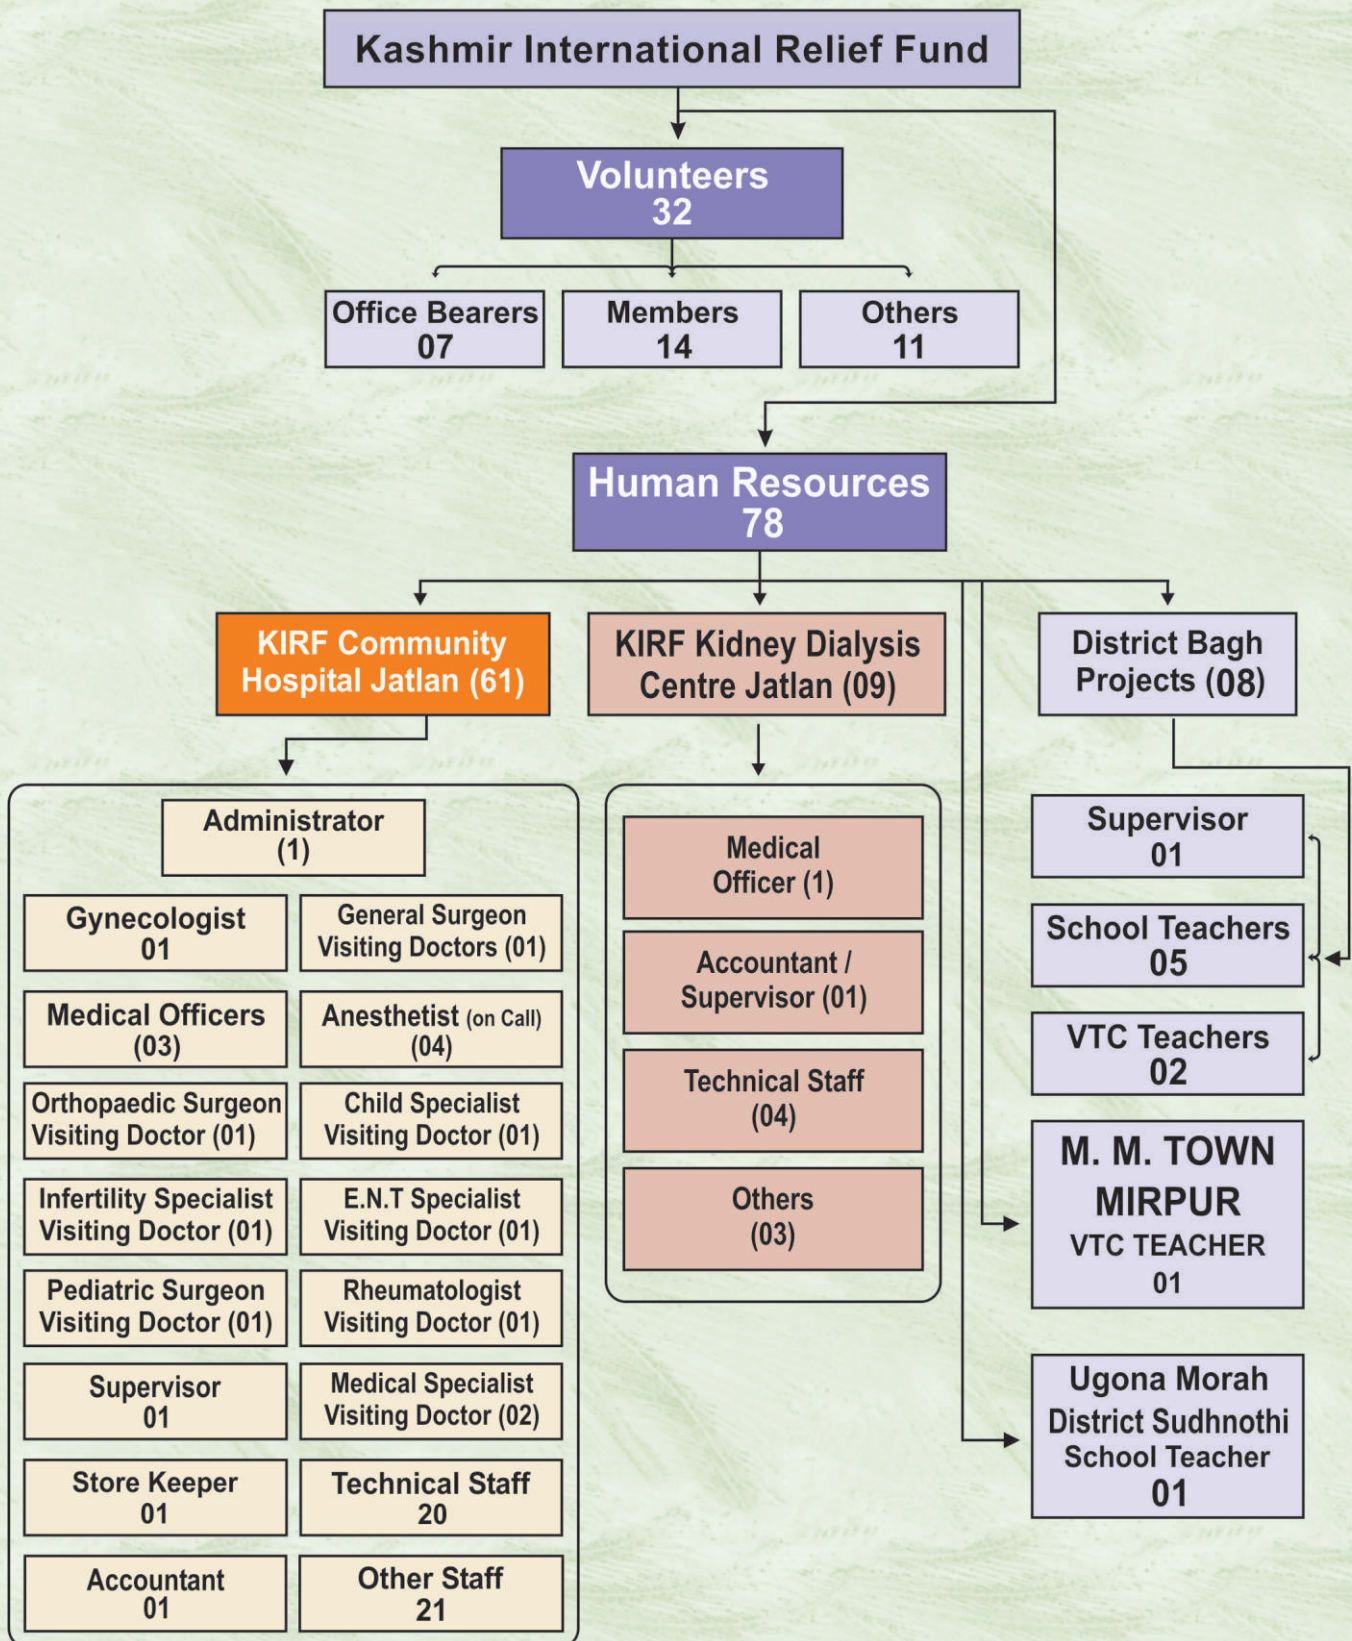 Kashmir International Relief Fund
Volunteers
32
Office Bearers
07
Members
14
Others
11
Human Resources
78
KIRF Community
Hospital Jatlan (61)
KIRF Kidney Dialysis
Centre Jatlan (09)
District Bagh
Projects (08)
Administrator
(1)
Gynecologist
01
General Surgeon
Visiting Doctors (01)
Medical Officers
(03)
Anesthetist (on Call)
(04)
Orthopaedic Surgeon
Visiting Doctor (01)
Child Specialist
Visiting Doctor (01)
Infertility Specialist
Visiting Doctor (01)
E.N.T Specialist
Visiting Doctor (01)
Pediatric Surgeon
Visiting Doctor (01)
Rheumatologist
Visiting Doctor (01)
Supervisor
01
Medical Specialist
Visiting Doctor (02)
Store Keeper
01
Technical Staff
20
Accountant
01
Other Staff
21
Medical
Officer (1)
Accountant /
Supervisor (01)
Technical Staff
(04)
Others
(03)
Supervisor
01
School Teachers
05
VTC Teachers
02
M. M. TOWN
MIRPUR
VTC TEACHER
01
Ugona Morah
District Sudhnothi
School Teacher
01